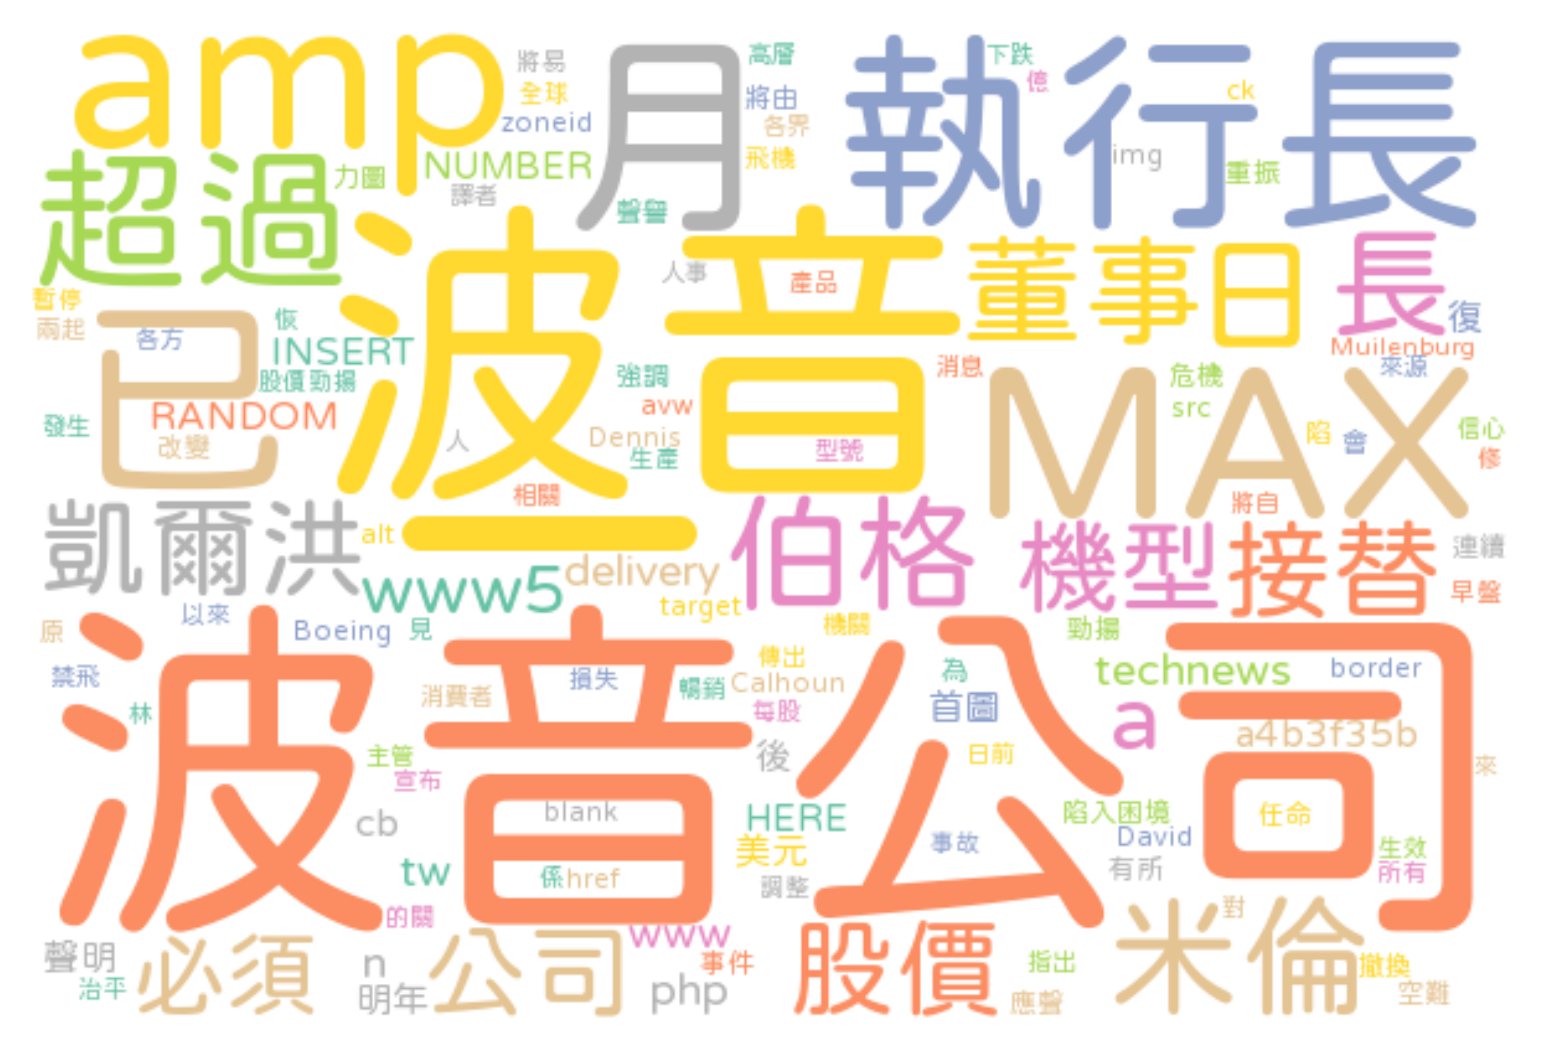 amp
將易
全球
zoneid
月
高層
將由
各界
飛機
執行長
下跌
億
ck
img
重振
超過
力圖
NUMBER
譯者
聲譽
波音
人事
產品
董事
日
長
復
Muilenburg
來源
暫停
兩起
已
各方
恢
INSERT
股價勁揚
RANDOM
改變
發生
人
強調
avw
Dennis
生產
型號
消息
MAX
危機
src
陷
會
信心
修
相關
一
將自
凱爾洪
alt
www5
delivery
target
伯格
機型
接替
連續
早盤
以來
原
Boeing
見
機關
勁揚
禁飛
林
波音公司
消費者
損失
暢銷
傳出
Calhoun
每股
後
為
首圖
日前
technews
border
a
a4b3f35b
來
主管
宣布
cb
blank
HERE
美元
事故
陷入困境
David
有所
任命
生效
所有
tw
係
href
調整
的關
www
對
聲明
治平
必須
n
明年
公司
php
事件
股價
指出
應聲
米倫
撤換
空難